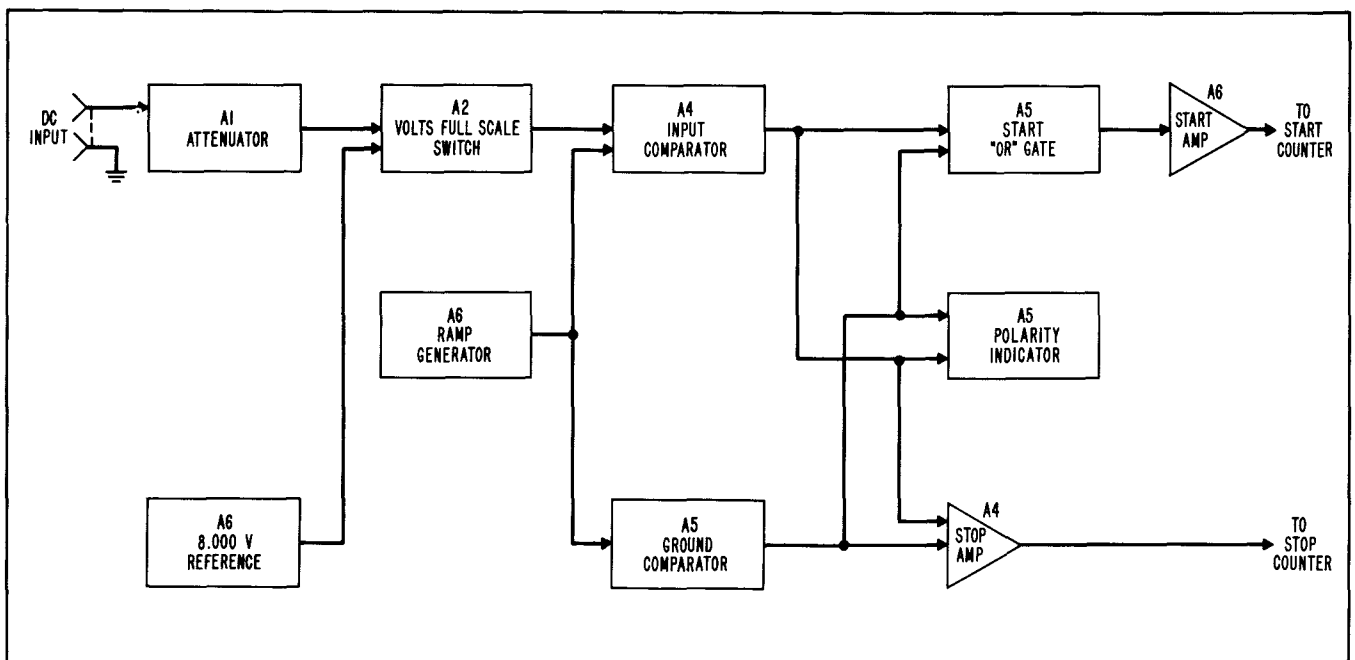 DC
INPUT
A1
ATTENUATOR
A2
VOLTS FULL SCALE
SWITCH
A4
INPUT
COMPARATOR
A5
START
"OR" GATE
A6
START
AMP
TO
START
COUNTER
A6
RAMP
GENERATOR
A5
POLARITY
INDICATOR
A6
8.000 V
REFERENCE
A5
GROUND
COMPARATOR
A4
STOP
AMP
TO
STOP
COUNTER